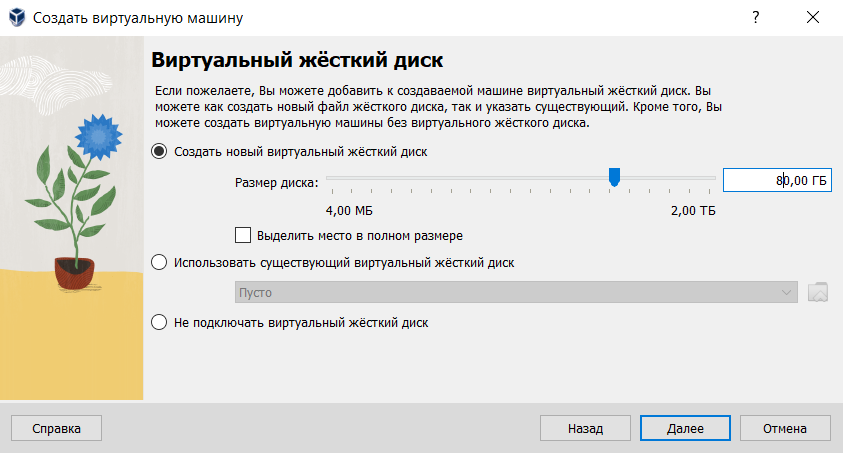 Создать виртуальную машину
?
Виртуальный жёсткий диск
Если пожелаете, Вы можете добавить к создаваемой машине виртуальный жёсткий диск. Вы
можете как создать новый файл жёсткого диска, так и указать существующий. Кроме того, Вы
можете создать виртуальную машины без виртуального жёсткого диска.
Создать новый виртуальный жёсткий диск
Размер диска: 80,00 ГБ
4,00 МБ 2,00 ТБ
Выделить место в полном размере
Использовать существующий виртуальный жёсткий диск
Пусто
Не подключать виртуальный жёсткий диск
Справка Назад Далее Отмена